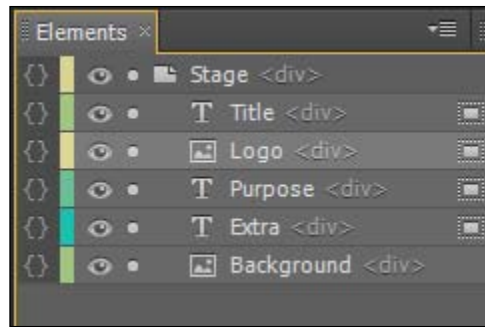 Elements
Stage <div>
T Title <div>
Logo <div>
T Purpose <div>
T Extra <div>
Background <div>